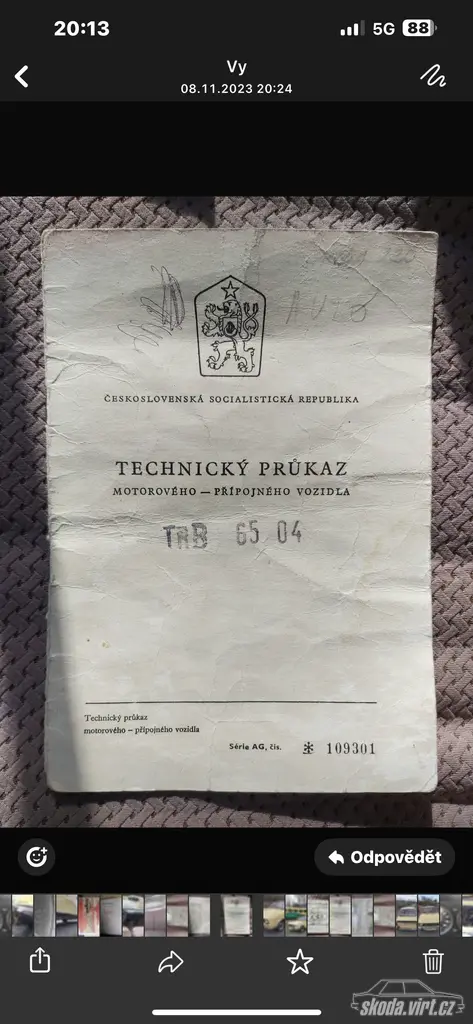 20:13
5G 88
Vy
08.11.2023 20:24
AUTO
ČESKOSLOVENSKÁ SOCIALISTICKÁ REPUBLIKA
TECHNICKÝ PRŮKAZ
MOTOROVÉHO — PŘÍPOJNÉHO VOZIDLA
TRB 65 04
Technický průkaz
motorového – přípojného vozidla
Série AG, čís. ✻ 109301
Odpovědět
skoda.virt.cz